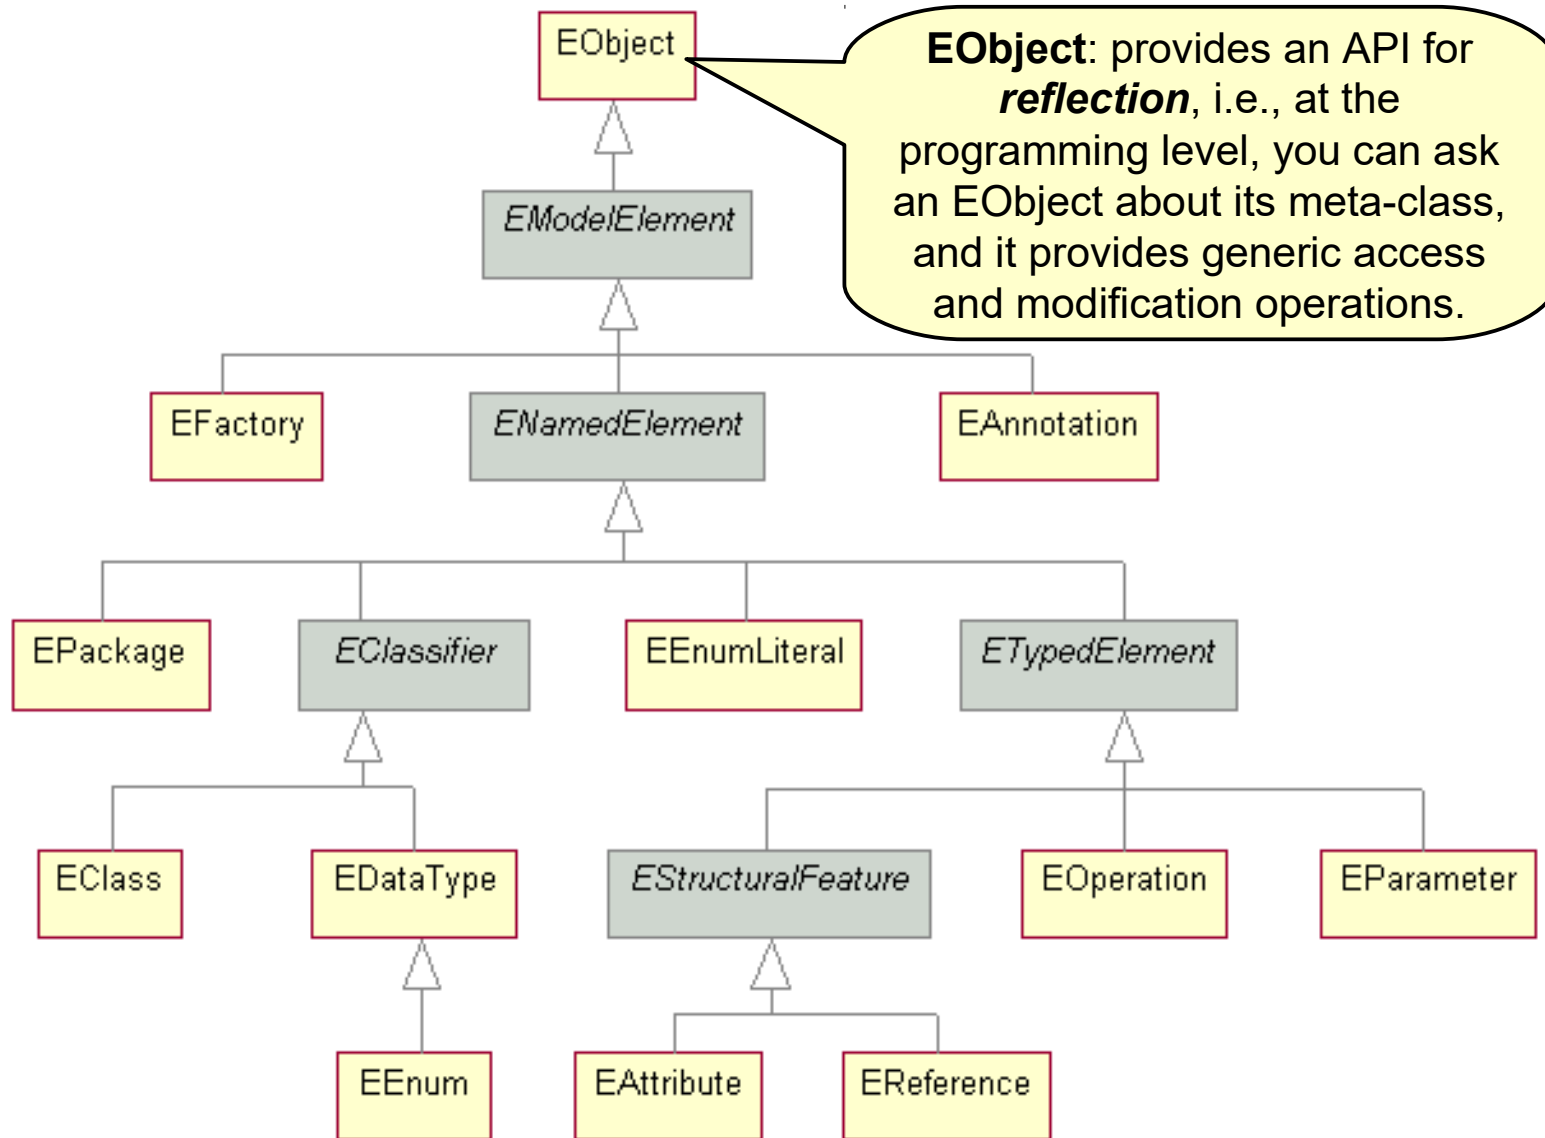 EObject
EObject: provides an API for
reflection, i.e., at the
programming level, you can ask
an EObject about its meta-class,
and it provides generic access
and modification operations.
EModelElement
EFactory
ENamedElement
EAnnotation
EPackage
EClassifier
EEnumLiteral
ETypedElement
EClass
EDataType
EStructuralFeature
EOperation
EParameter
EEnum
EAttribute
EReference